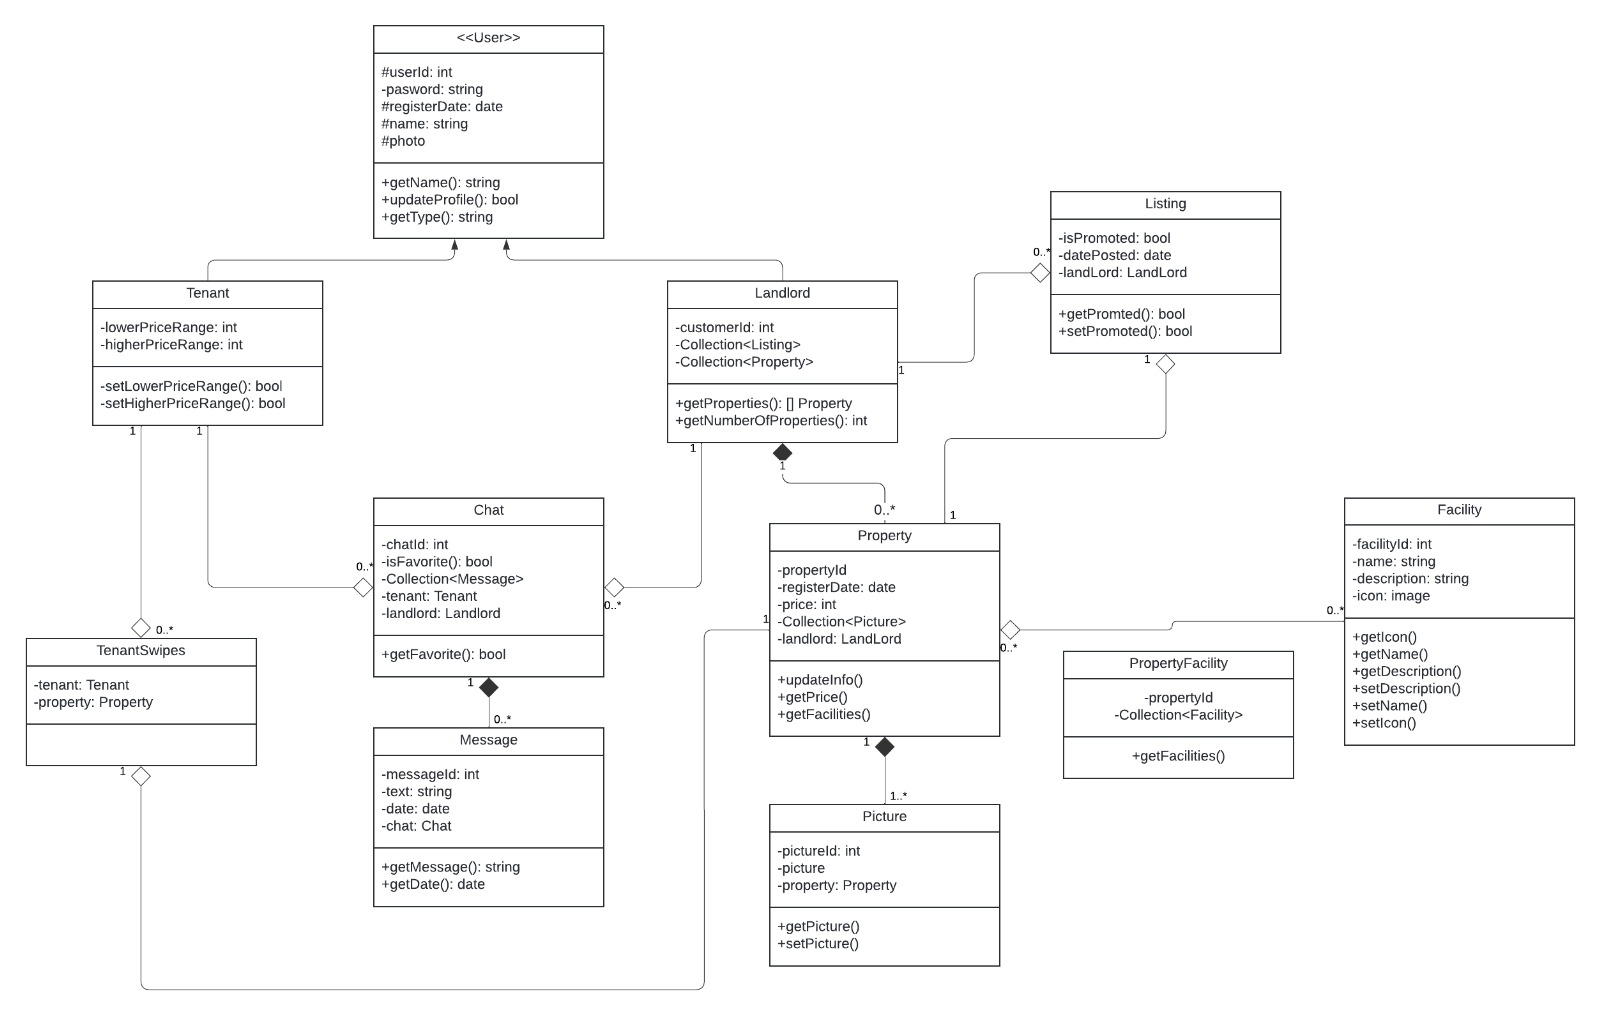 <<User>>
#userId: int
-pasword: string
#registerDate: date
#name: string
#photo
+getName(): string
+updateProfile(): bool
+getType(): string
Listing
-isPromoted: bool
-datePosted: date
-landLord: LandLord
+getPromted(): bool
+setPromoted(): bool
0..*
1
Tenant
-lowerPriceRange: int
-higherPriceRange: int
-setLowerPriceRange(): bool
-setHigherPriceRange(): bool
1
1
Landlord
-customerId: int
-Collection<Listing>
-Collection<Property>
+getProperties(): [] Property
+getNumberOfProperties(): int
1
1
1
0..*
1
Chat
-chatId: int
-isFavorite(): bool
-Collection<Message>
-tenant: Tenant
-landlord: Landlord
+getFavorite(): bool
0..*
0..*
1
0..*
Property
-propertyId
-registerDate: date
-price: int
-Collection<Picture>
-landlord: LandLord
+updateInfo()
+getPrice()
+getFacilities()
1
0..*
1
1..*
Facility
-facilityId: int
-name: string
-description: string
-icon: image
+getIcon()
+getName()
+getDescription()
+setDescription()
+setName()
+setIcon()
0..*
PropertyFacility
-propertyId
-Collection<Facility>
+getFacilities()
0..*
TenantSwipes
-tenant: Tenant
-property: Property
1
Message
-messageId: int
-text: string
-date: date
-chat: Chat
+getMessage(): string
+getDate(): date
Picture
-pictureId: int
-picture
-property: Property
+getPicture()
+setPicture()